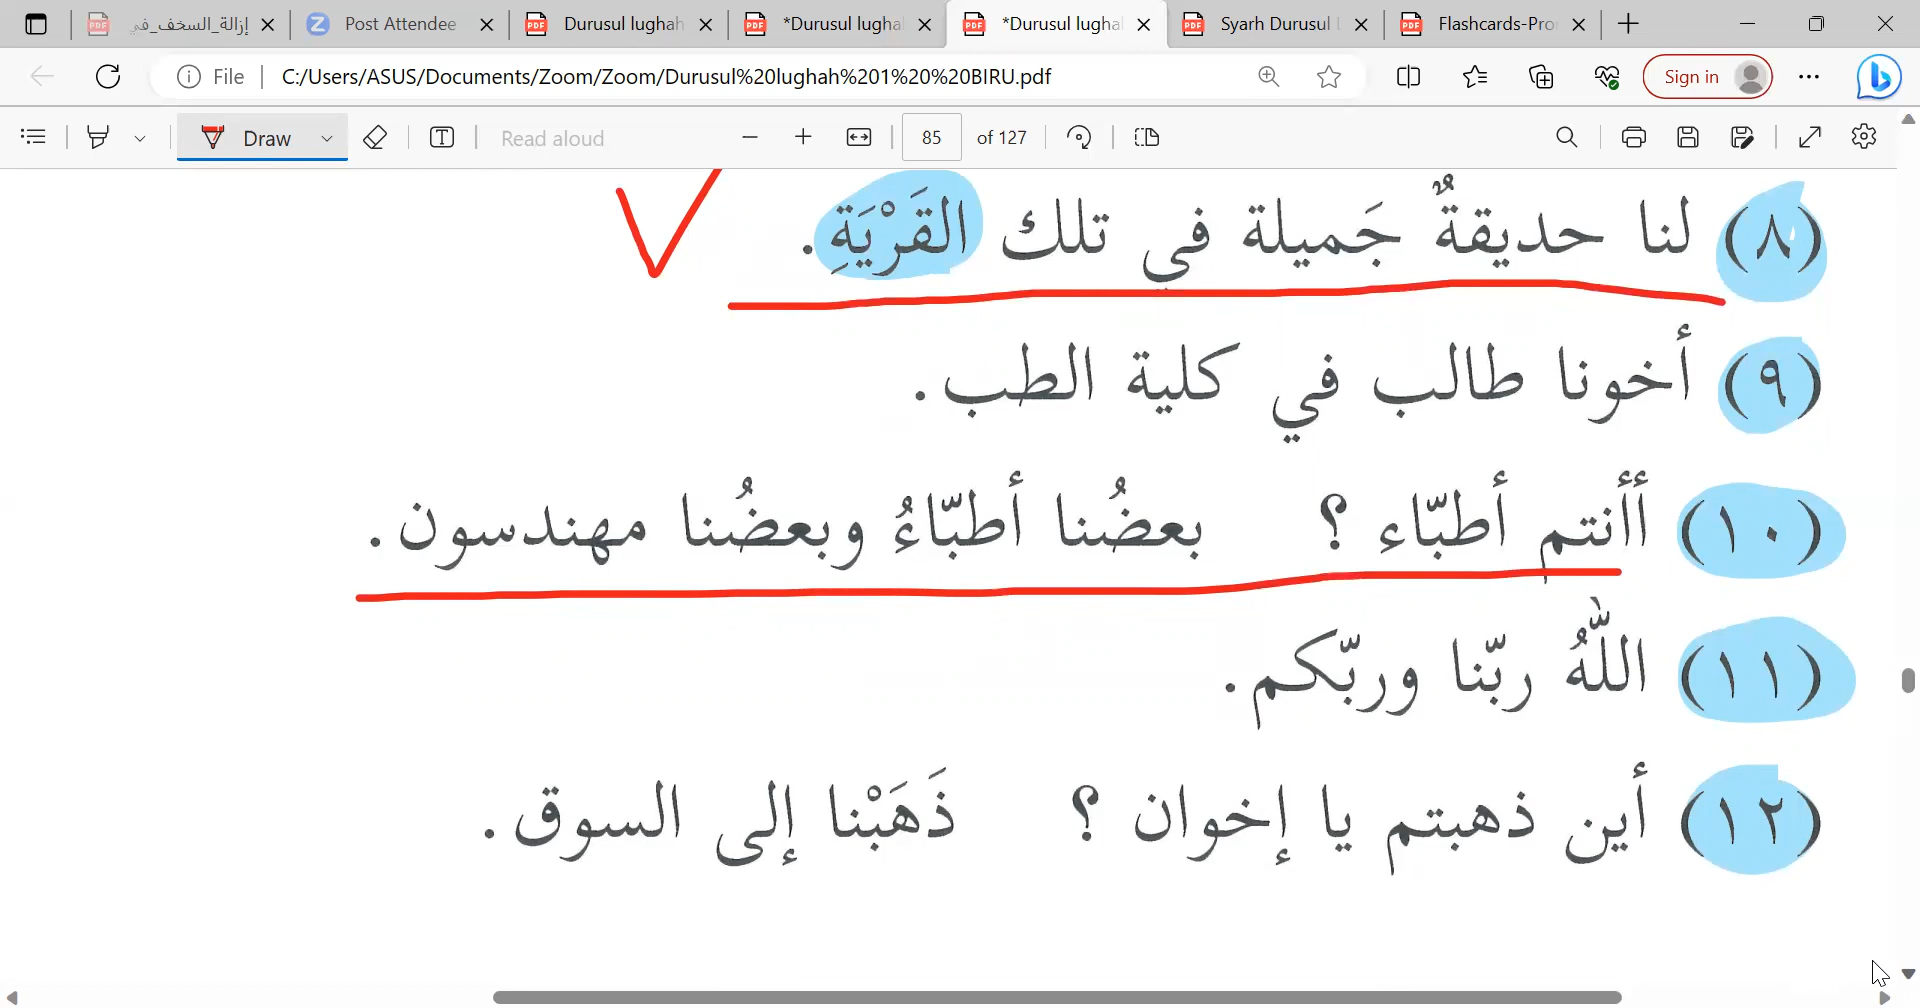 إزالة_السخف_في
Post Attendee
Durusul lughah
*Durusul lugha
*Durusul lugha
Syarh Durusul
Flashcards-Pro
File
C:/Users/ASUS/Documents/Zoom/Zoom/Durusul%20lughah%201%20%20BIRU.pdf
Sign in
Draw
Read aloud
85 of 127
(٨) لنا حديقةٌ جَميلة في تلك القَرْيَةِ .
(٩) أخونا طالب في كلية الطب .
(١٠) أأنتم أطبّاء ؟ بعضُنا أطبّاءُ وبعضُنا مهندسون .
(١١) اللّٰهُ ربّنا وربّكم .
(١٢) أين ذهبتم يا إخوان ؟ ذَهَبْنا إلى السوق .